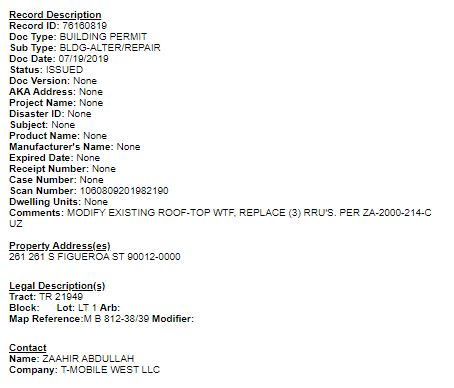 Record Description
Record ID: 76160819
Doc Type: BUILDING PERMIT
Sub Type: BLDG-ALTER/REPAIR
Doc Date: 07/19/2019
Status: ISSUED
Doc Version: None
AKA Address: None
Project Name: None
Disaster ID: None
Subject: None
Product Name: None
Manufacturer's Name: None
Expired Date: None
Receipt Number: None
Case Number: None
Scan Number: 1060809201982190
Dwelling Units: None
Comments: MODIFY EXISTING ROOF-TOP WTF, REPLACE (3) RRU'S. PER ZA-2000-214-C
UZ
Property Address(es)
261 261 S FIGUEROA ST 90012-0000
Legal Description(s)
Tract: TR 21949
Block: Lot: LT 1 Arb:
Map Reference:M B 812-38/39 Modifier:
Contact
Name: ZAAHIR ABDULLAH
Company: T-MOBILE WEST LLC